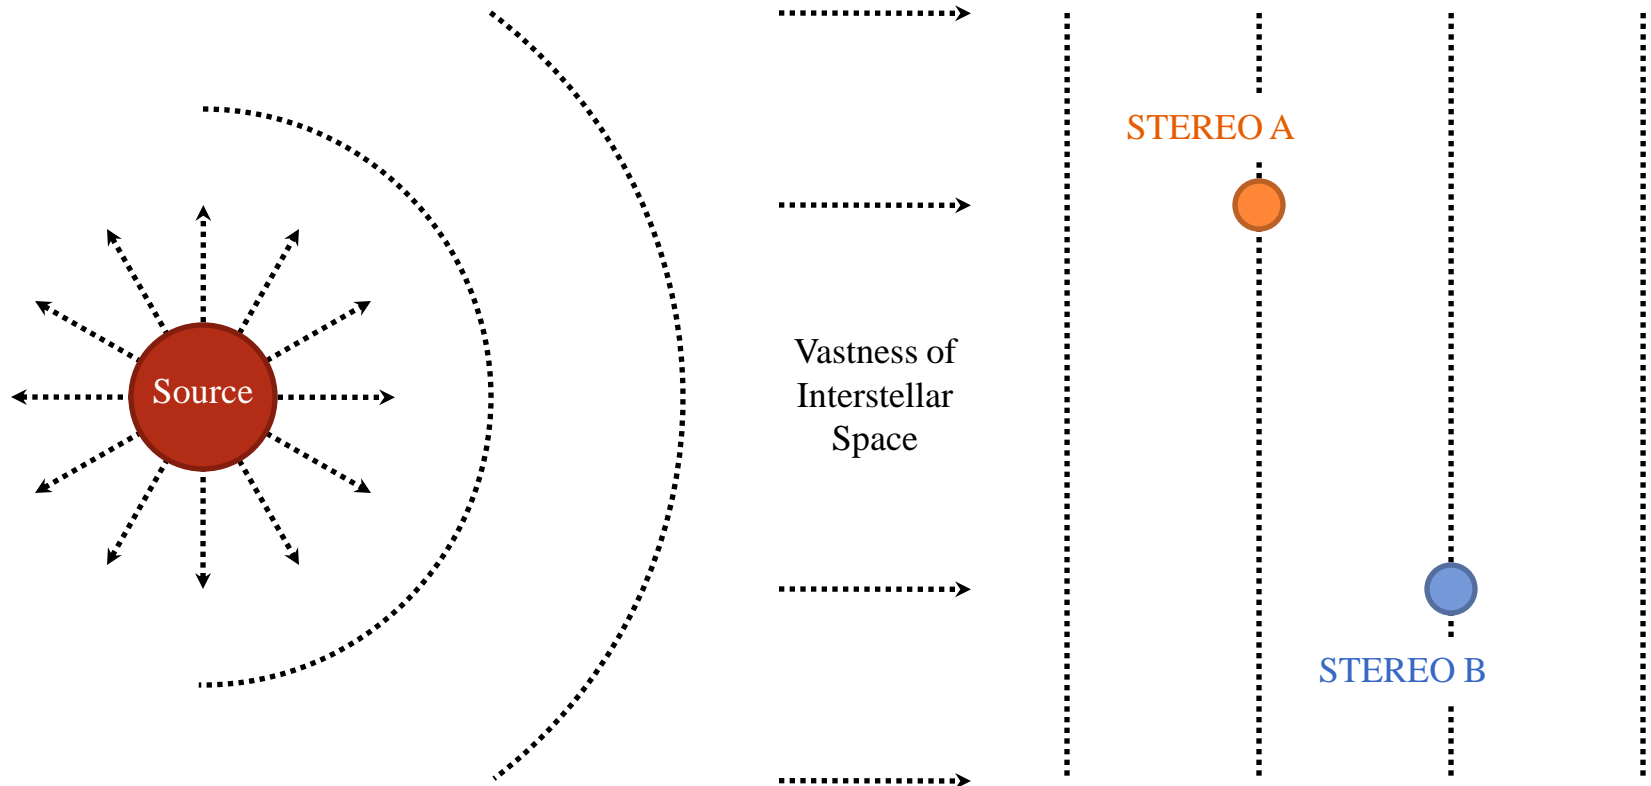 Source
Vastness of
Interstellar
Space
STEREO A
STEREO B